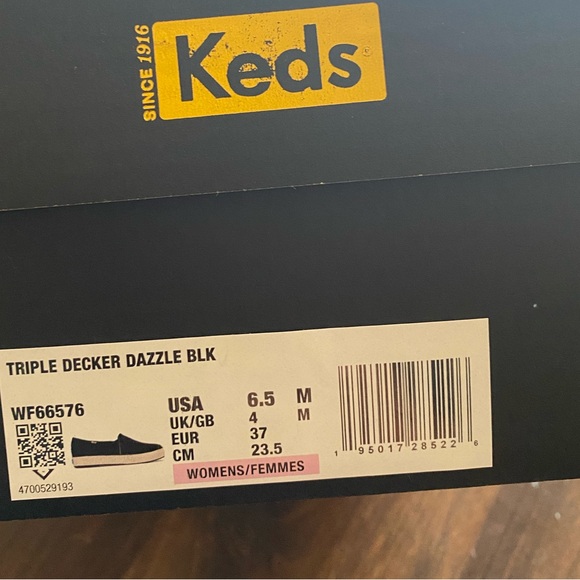 SINCE 1916
Keds®
TRIPLE DECKER DAZZLE BLK
WF66576
4700529193
USA 6.5 M
UK/GB 4 M
EUR 37
CM 23.5
WOMENS/FEMMES
1 95017 28522 6